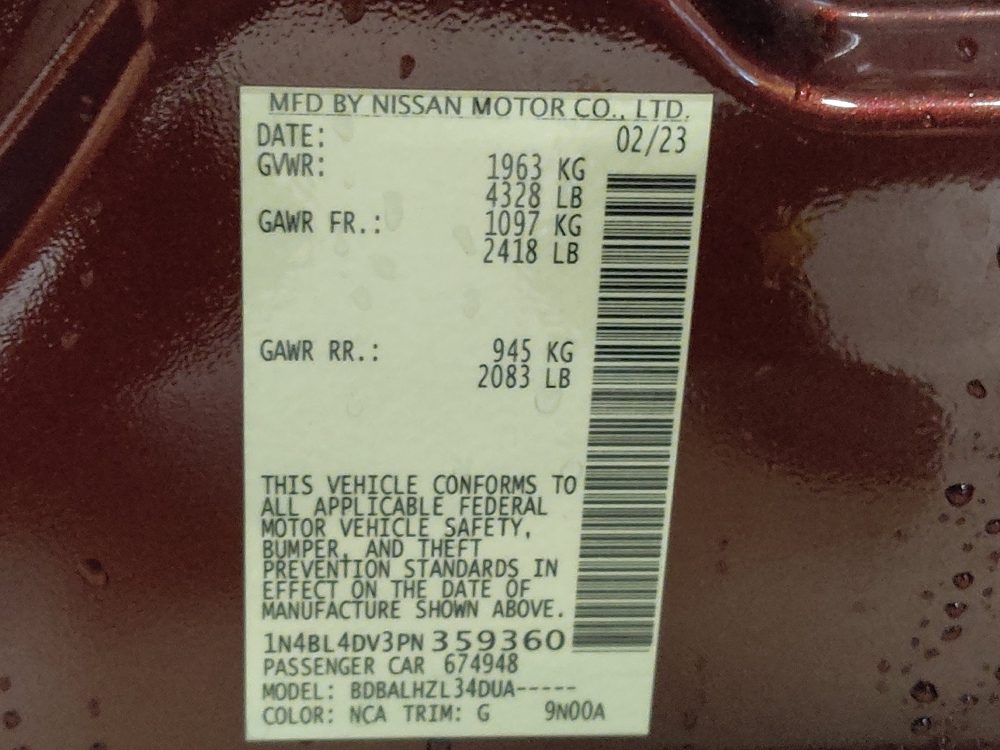 MFD BY NISSAN MOTOR CO., LTD.
DATE: 02/23
GVWR: 1963 KG
4328 LB
GAWR FR.: 1097 KG
2418 LB
GAWR RR.: 945 KG
2083 LB
THIS VEHICLE CONFORMS TO
ALL APPLICABLE FEDERAL
MOTOR VEHICLE SAFETY,
BUMPER, AND THEFT
PREVENTION STANDARDS IN
EFFECT ON THE DATE OF
MANUFACTURE SHOWN ABOVE.
1N4BL4DV3PN 359360
PASSENGER CAR 674948
MODEL: BDBALHZL34DUA-----
COLOR: NCA TRIM: G 9N00A